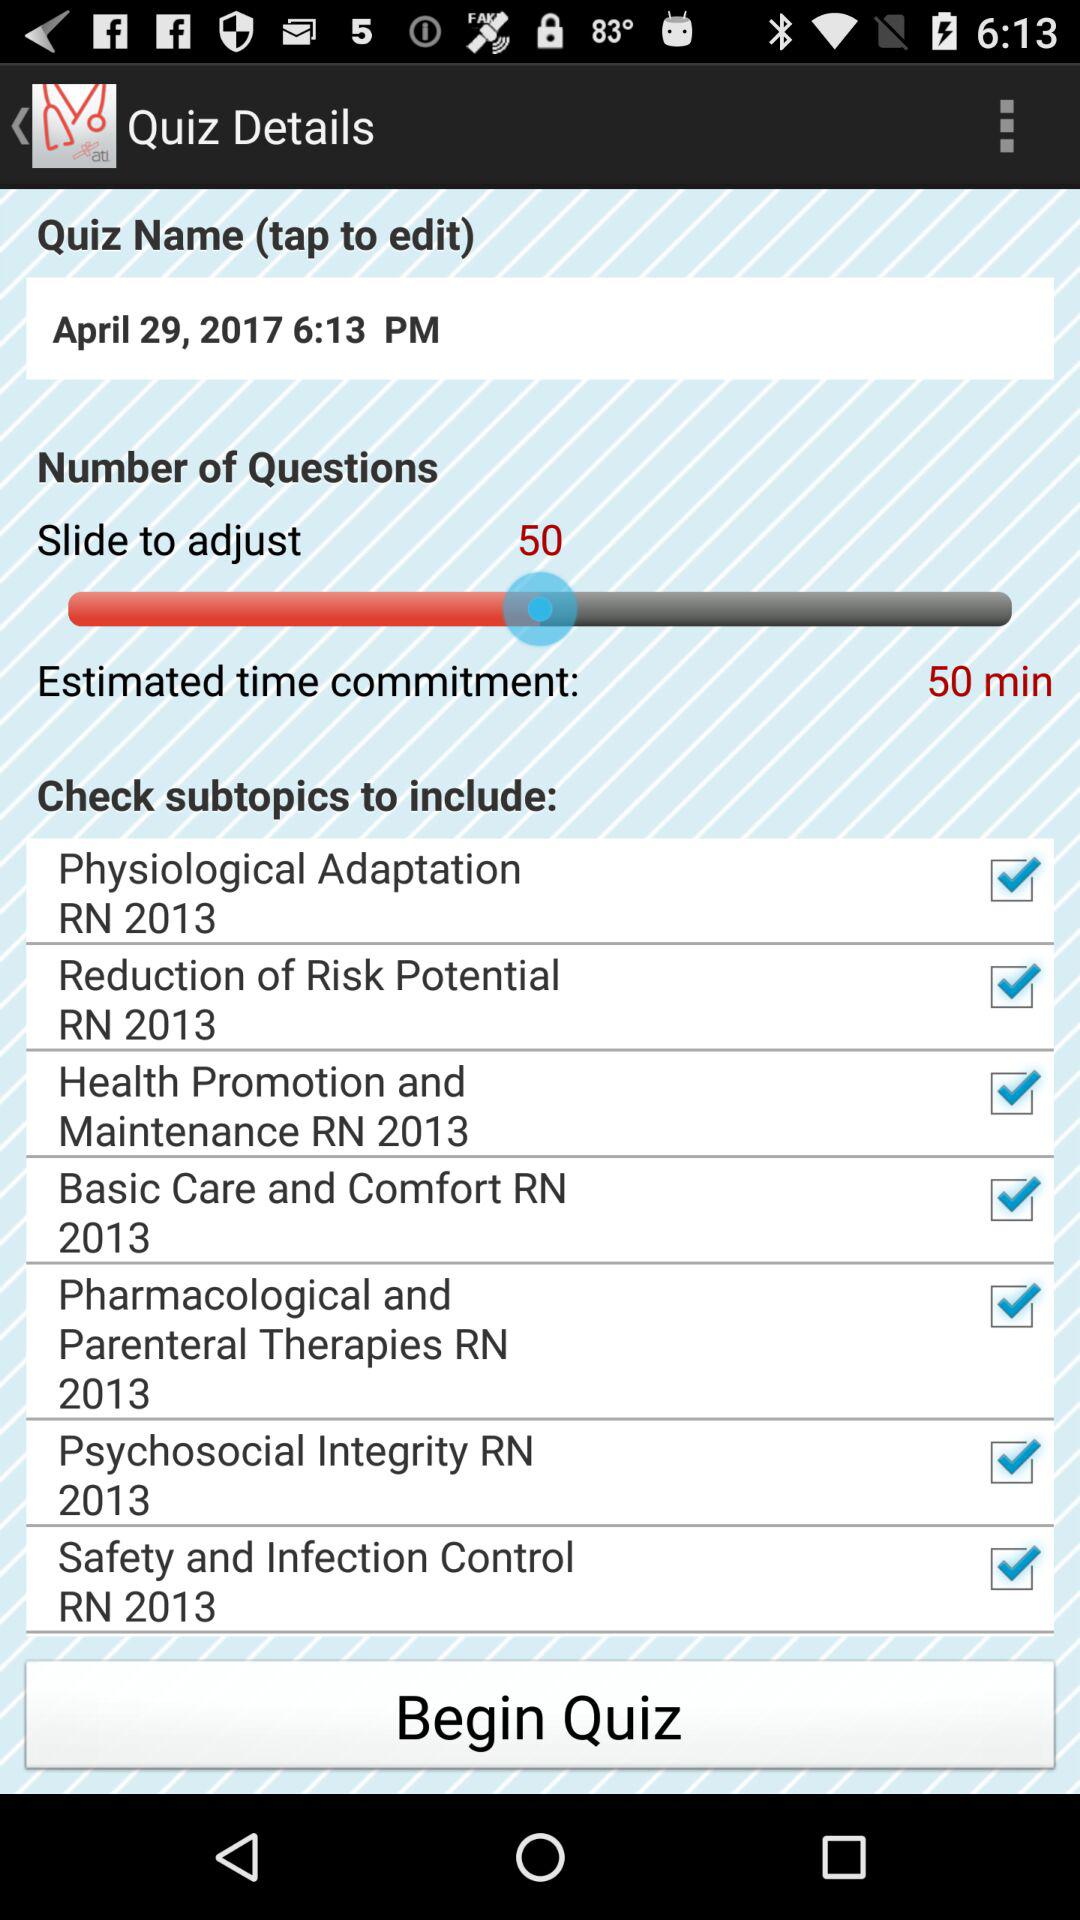 FAKE
5
83°
6:13
ati
Quiz Details
Quiz Name (tap to edit)
April 29, 2017 6:13  PM
Number of Questions
Slide to adjust
50
Estimated time commitment:
50 min
Check subtopics to include:
Physiological Adaptation
RN 2013
Reduction of Risk Potential
RN 2013
Health Promotion and
Maintenance RN 2013
Basic Care and Comfort RN
2013
Pharmacological and
Parenteral Therapies RN
2013
Psychosocial Integrity RN
2013
Safety and Infection Control
RN 2013
Begin Quiz